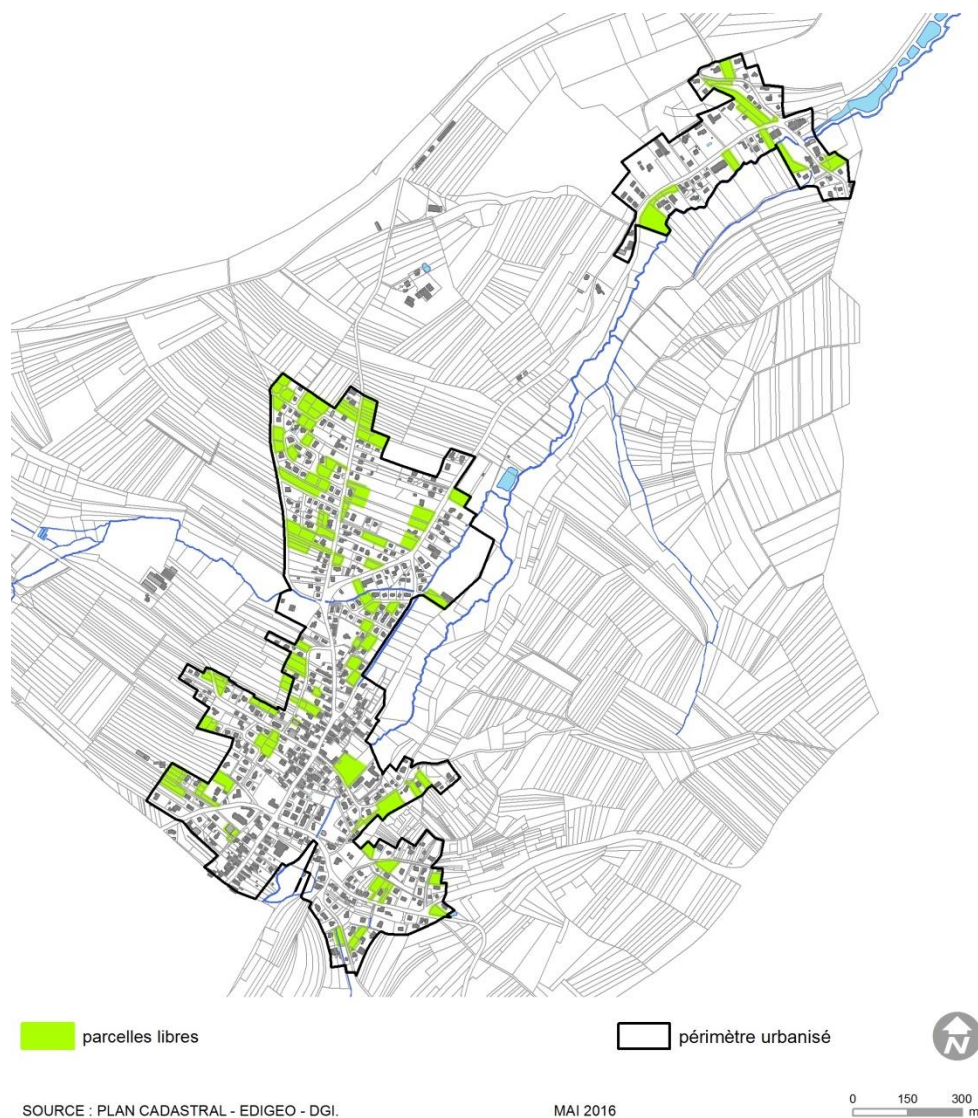 parcelles libres
périmètre urbanisé
N
SOURCE : PLAN CADASTRAL - EDIGEO - DGI.
MAI 2016
0 150 300
m